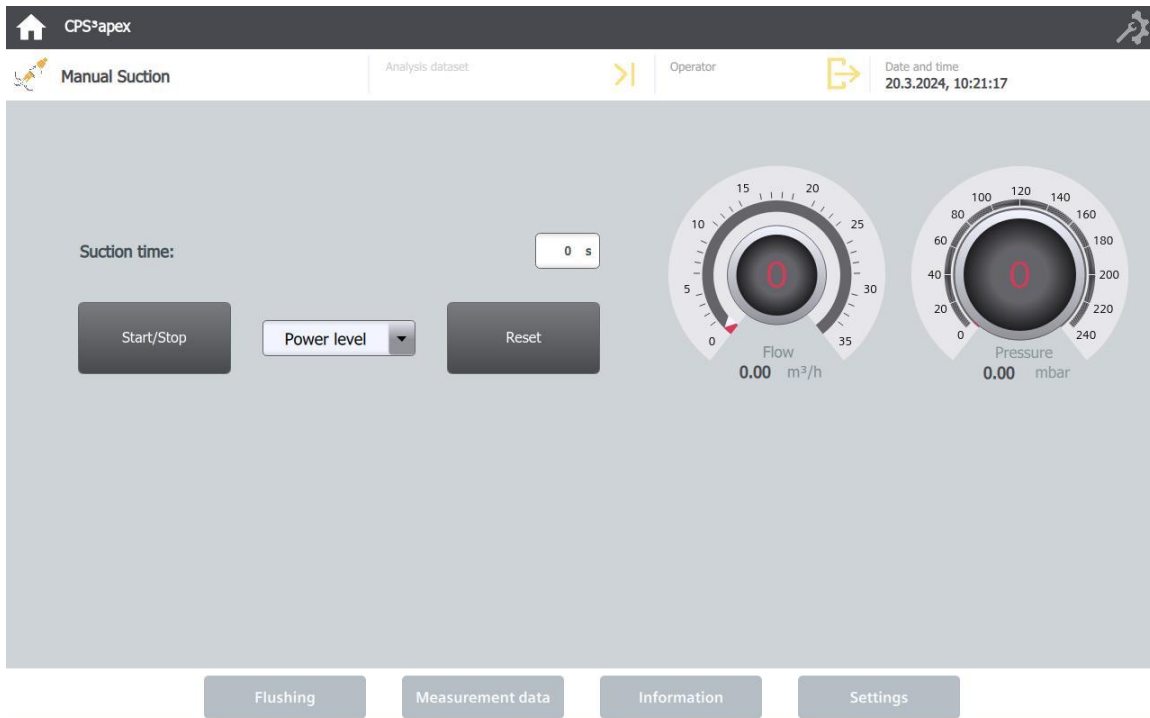 CPS³apex
Manual Suction
Analysis dataset
Operator
Date and time
20.3.2024, 10:21:17
Suction time:
0 s
Start/Stop
Power level
Reset
0
5
10
15
20
25
30
35
0
Flow
0.00 m³/h
0
20
40
60
80
100
120
140
160
180
200
220
240
0
Pressure
0.00 mbar
Flushing
Measurement data
Information
Settings